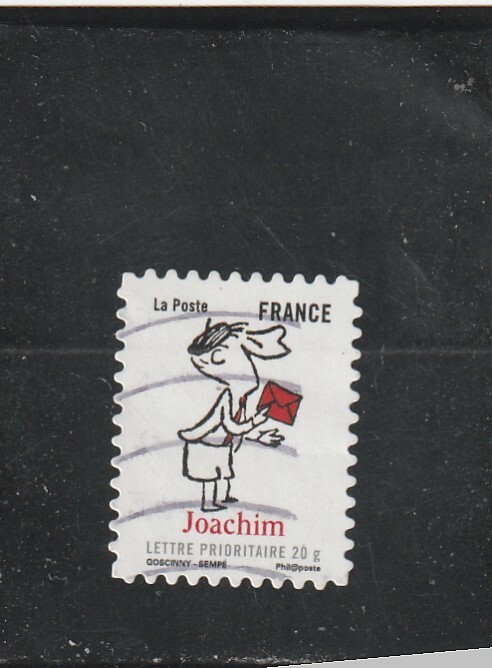 La Poste FRANCE
Joachim
LETTRE PRIORITAIRE 20 g
GOSCINNY - SEMPÉ Phil@poste